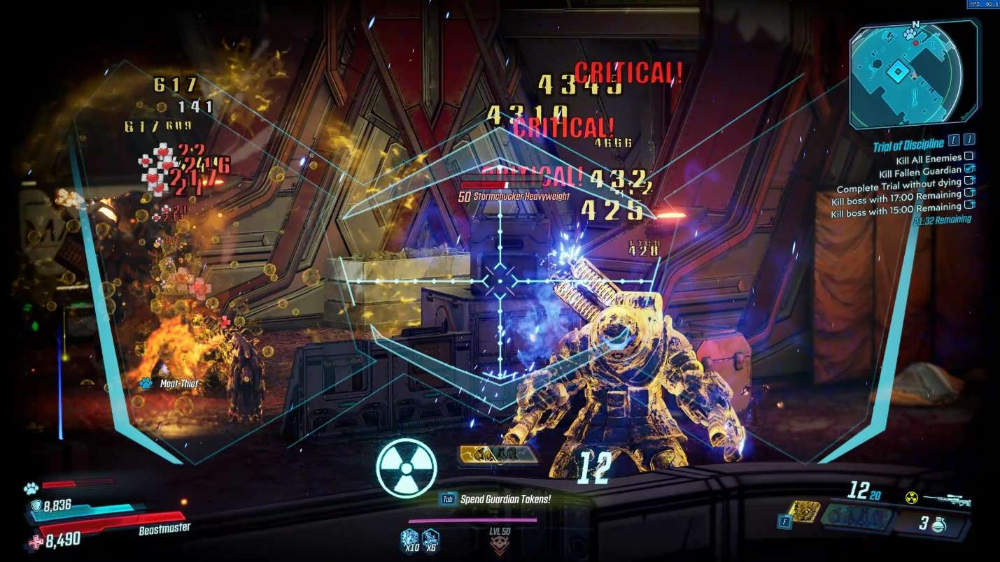 FPS 65.6
N
617
141
617 609
CRITICAL!
4345
4310
CRITICAL!
4666
CRITICAL!
432
425
428
50 Stormchucker Heavyweight
Trial of Discipline [ ]
Kill All Enemies
Kill Fallen Guardian
Complete Trial without dying
Kill boss with 17:00 Remaining
Kill boss with 15:00 Remaining
21:32 Remaining
Meat-Thief
12
Tab Spend Guardian Tokens!
8,836
8,490
Beastmaster
x10 x6
LVL 50
12 20
F
3